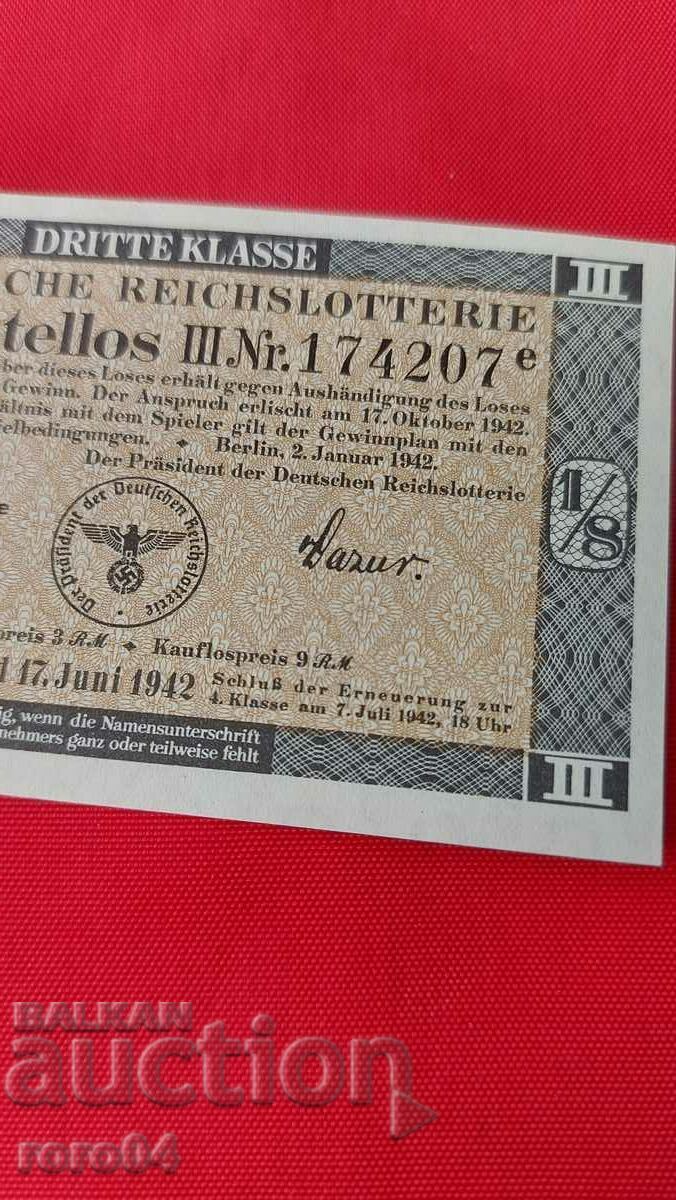 DRITTE KLASSE
III
CHE REICHSLOTTERIE
tellos III Nr. 174207 e
ber dieses Loses erhält gegen Aushändigung des Loses
Gewinn. Der Anspruch erlischt am 17. Oktober 1942.
ältnis mit dem Spieler gilt der Gewinnplan mit den
elbedingungen. Berlin, 2. Januar 1942.
Der Präsident der Deutschen Reichslotterie
1/8
Der Präsident der Deutschen Reichslotterie
Dazur.
preis 3 RM Kauflospreis 9 RM
17. Juni 1942 Schluß der Erneuerung zur
4. Klasse am 7. Juli 1942, 18 Uhr
ig, wenn die Namensunterschrift
nehmers ganz oder teilweise fehlt
III
BALKAN
auction
roro04